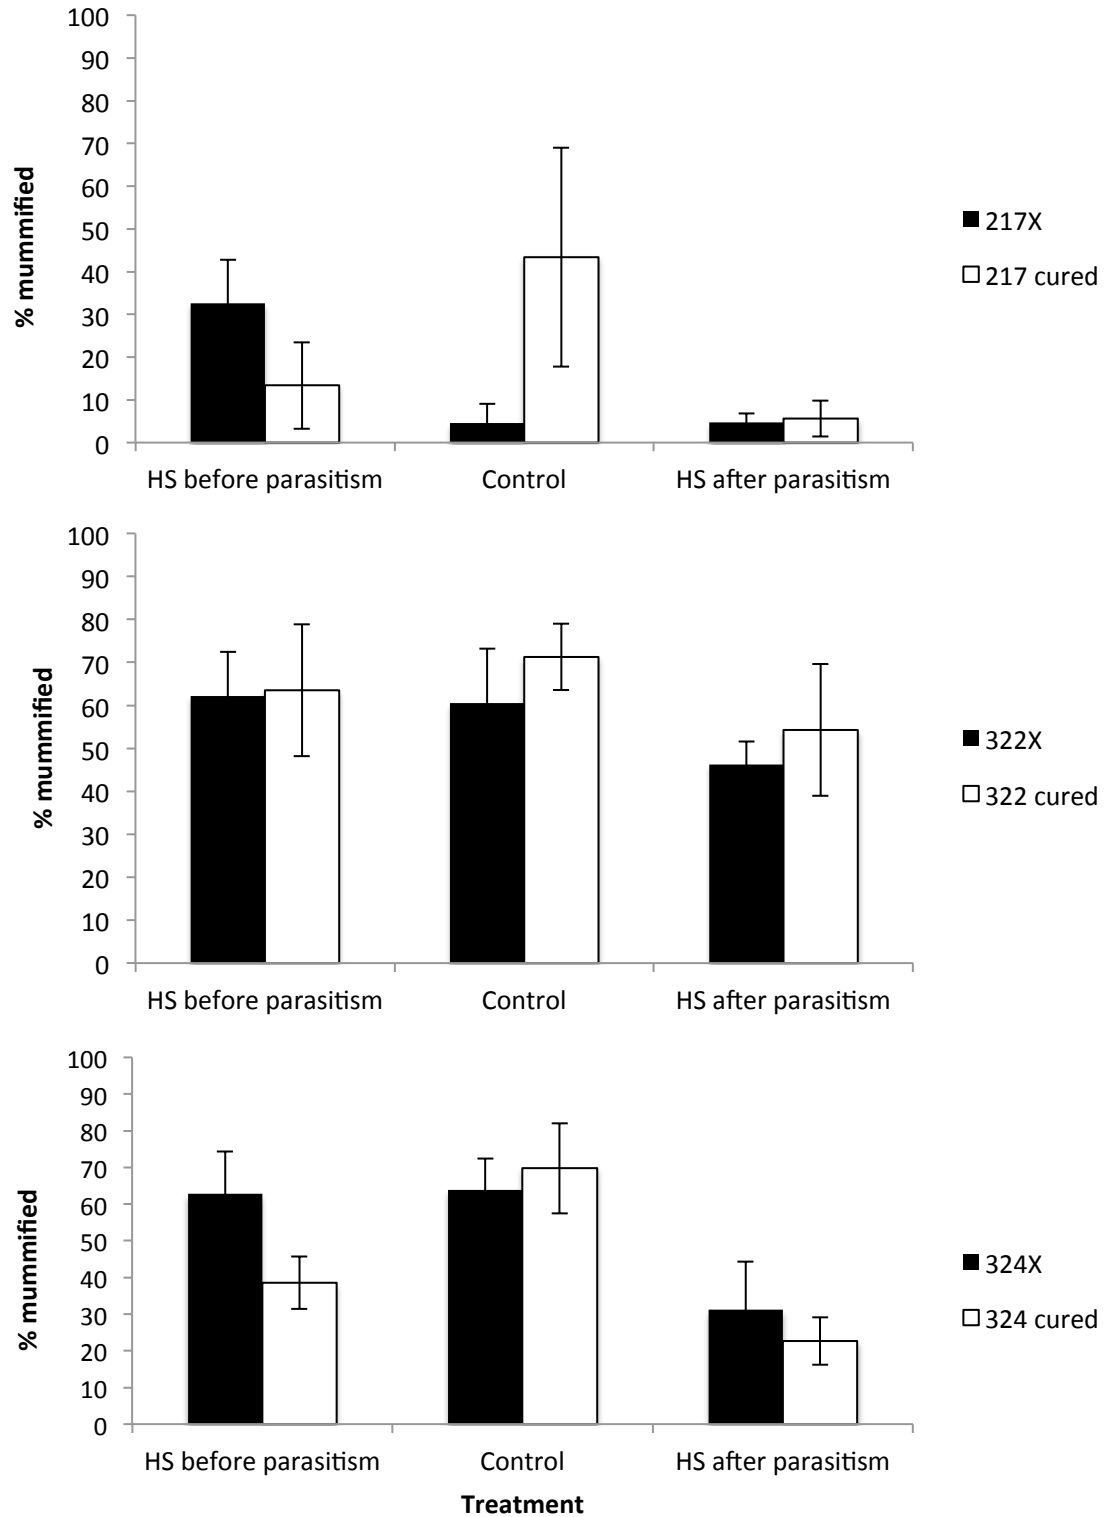 100
90
80
70
60
50
40
30
20
10
0
% mummified
HS before parasitism Control HS after parasitism
217X
217 cured
100
90
80
70
60
50
40
30
20
10
0
% mummified
HS before parasitism Control HS after parasitism
322X
322 cured
100
90
80
70
60
50
40
30
20
10
0
% mummified
HS before parasitism Control HS after parasitism
Treatment
324X
324 cured